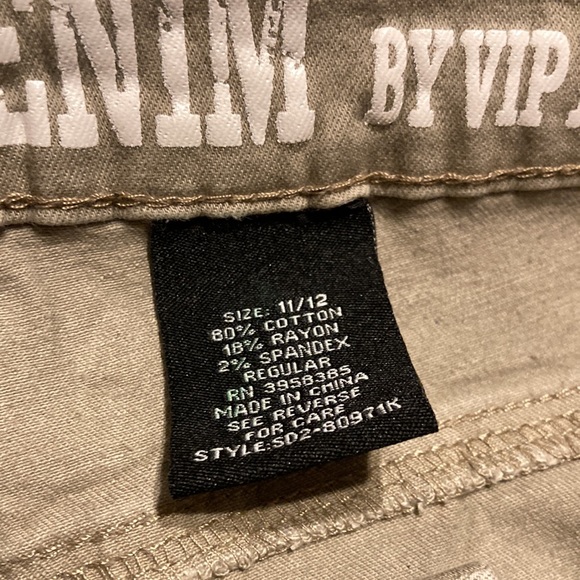 ENIM BY VIP
SIZE: 11/12
80% COTTON
18% RAYON
2% SPANDEX
REGULAR
RN 3958385
MADE IN CHINA
SEE REVERSE
FOR CARE
STYLE:SD2-80971K